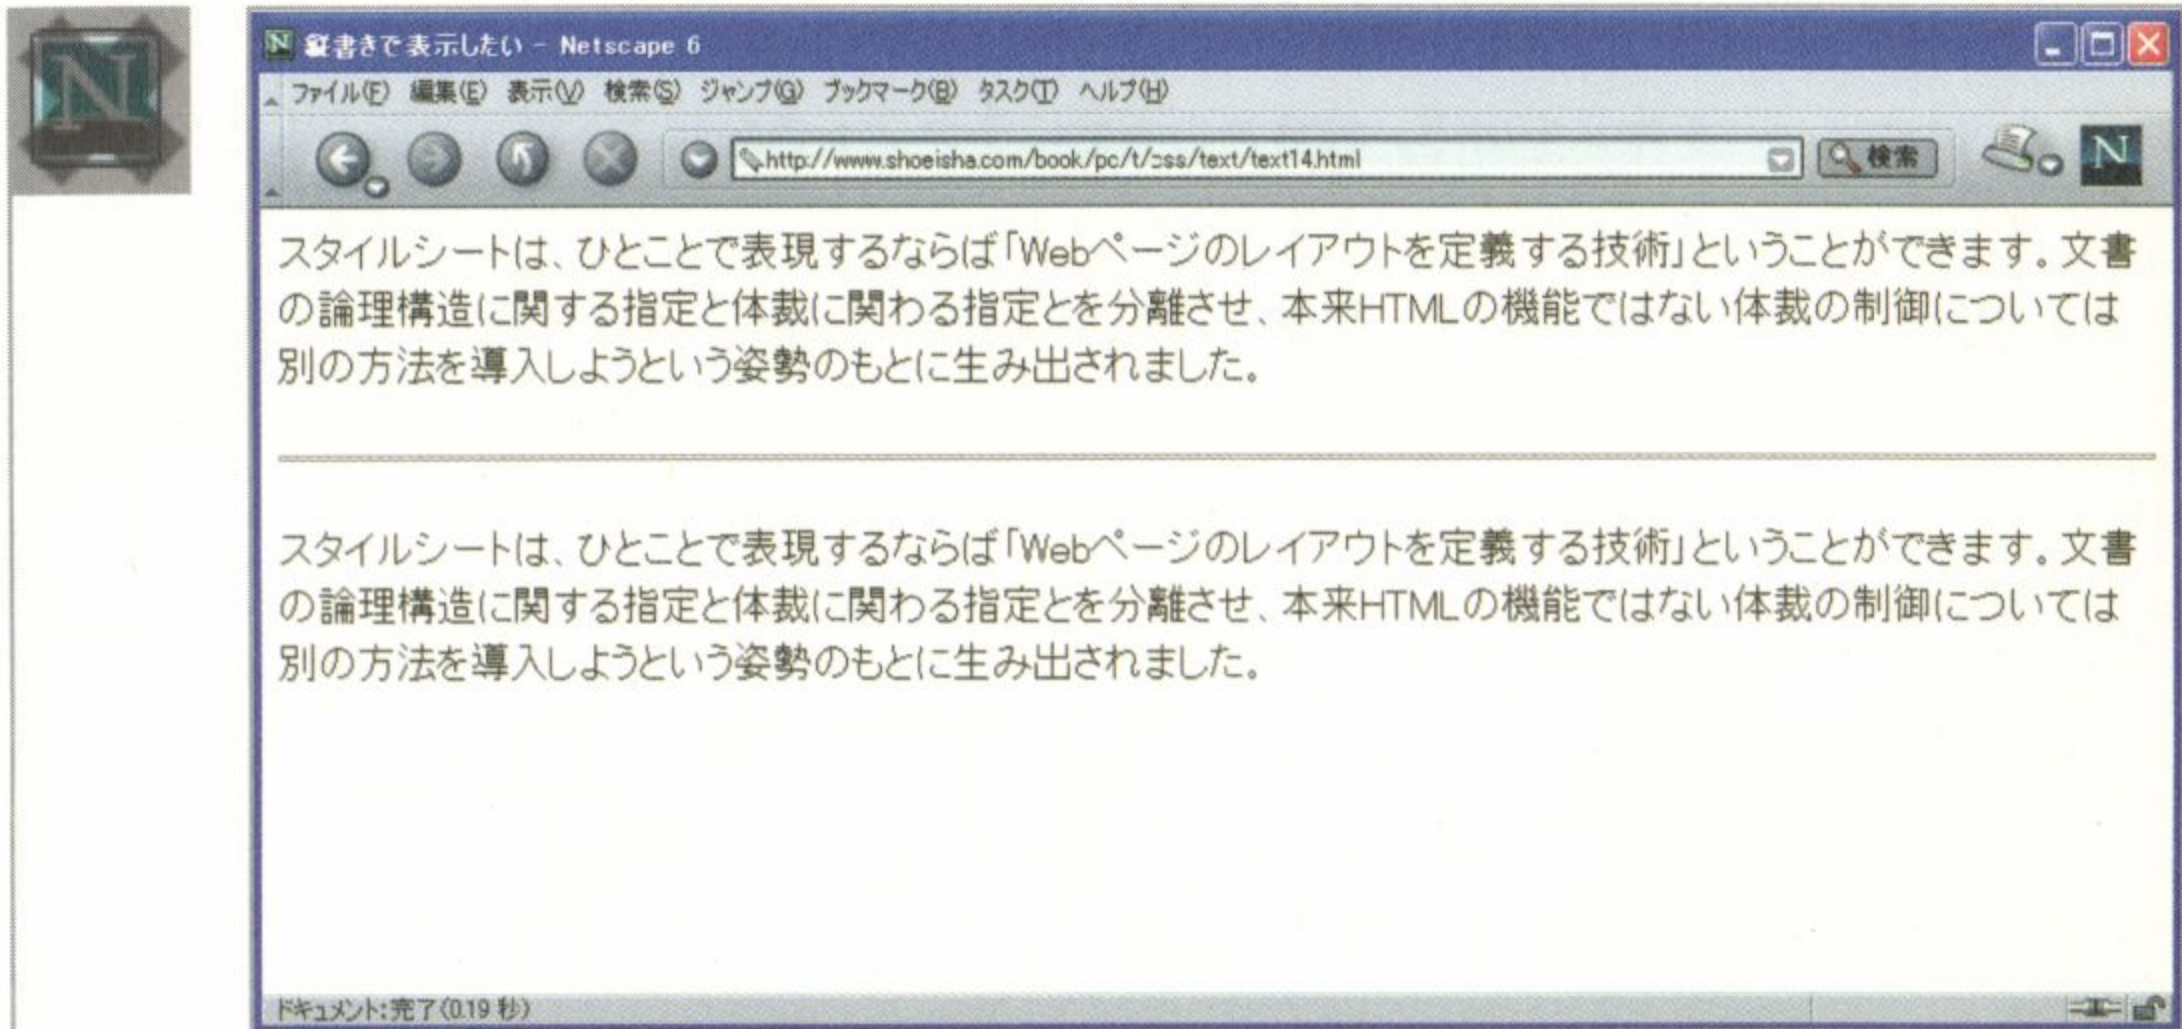 縦書きで表示したい - Netscape 6
ファイル(F) 編集(E) 表示(V) 検索(S) ジャンプ(G) ブックマーク(B) タスク(T) ヘルプ(H)
http://www.shoeisha.com/book/pc/t/css/text/text14.html 検索 N
スタイルシートは、ひとことで表現するならば「Webページのレイアウトを定義する技術」ということができます。文書
の論理構造に関する指定と体裁に関わる指定とを分離させ、本来HTMLの機能ではない体裁の制御については
別の方法を導入しようという姿勢のもとに生み出されました。
スタイルシートは、ひとことで表現するならば「Webページのレイアウトを定義する技術」ということができます。文書
の論理構造に関する指定と体裁に関わる指定とを分離させ、本来HTMLの機能ではない体裁の制御については
別の方法を導入しようという姿勢のもとに生み出されました。
ドキュメント:完了(0.19 秒)